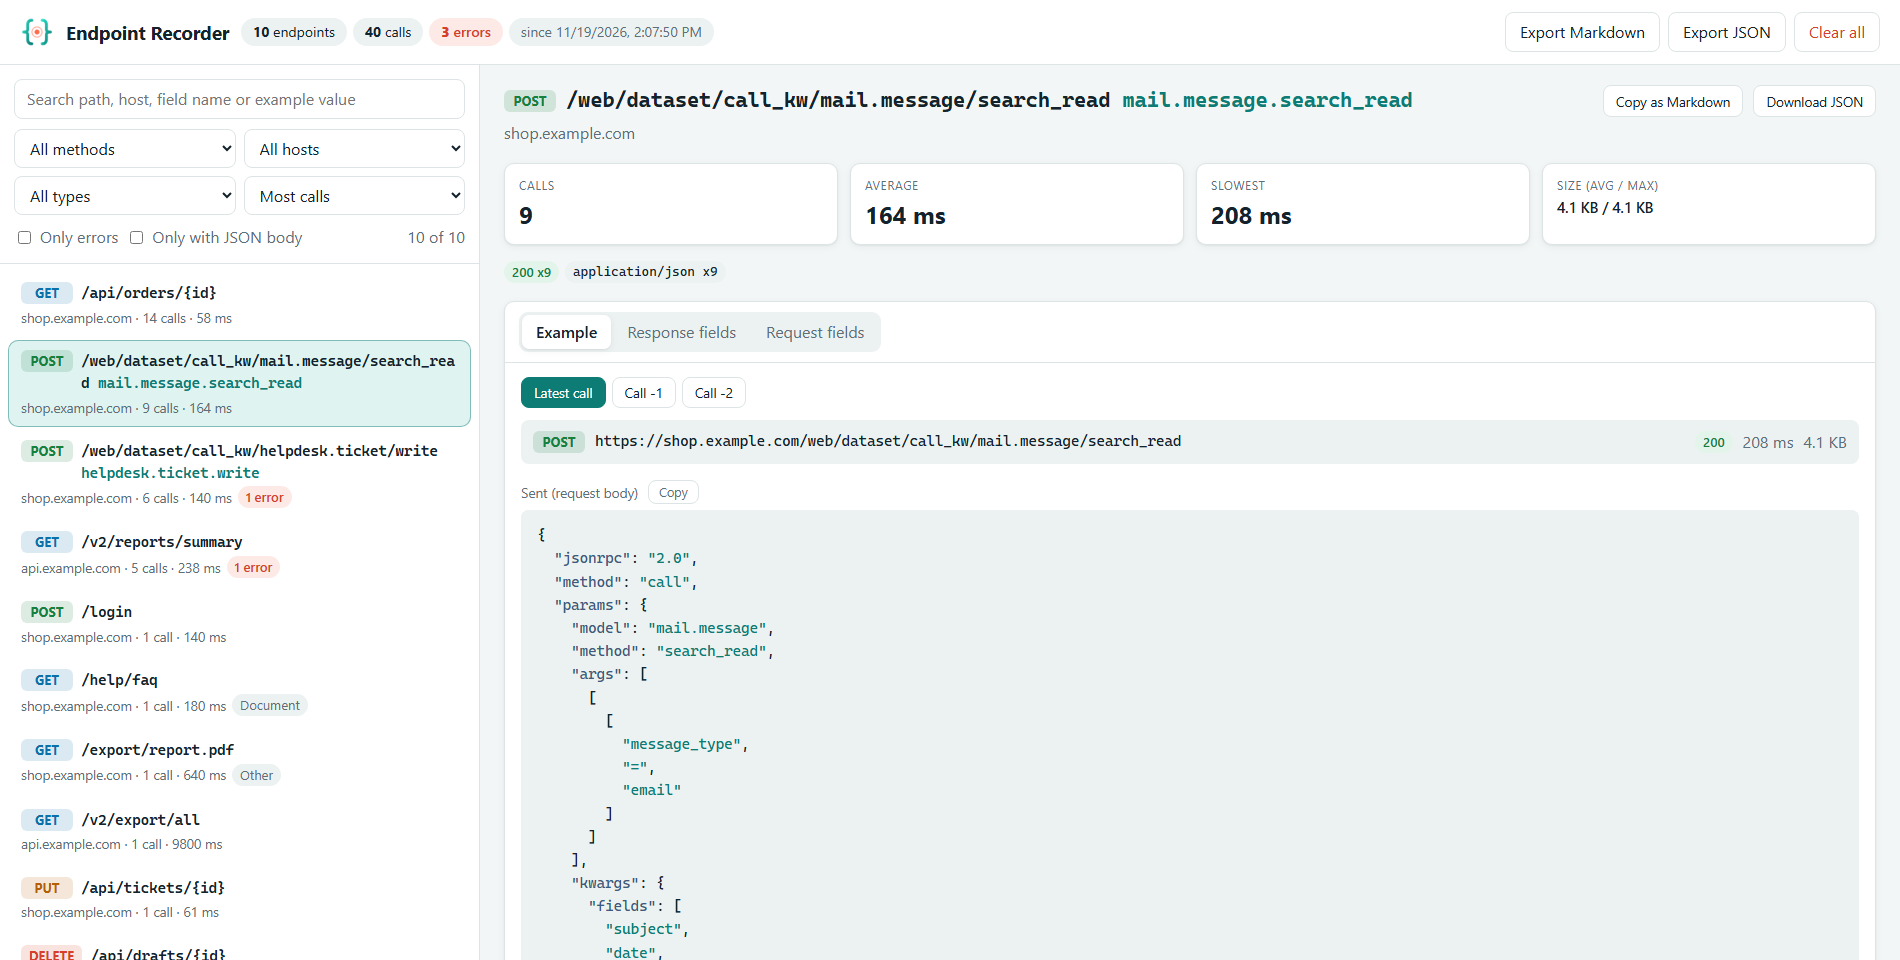 Endpoint Recorder
10 endpoints
40 calls
3 errors
since 11/19/2026, 2:07:50 PM
Export Markdown
Export JSON
Clear all
Search path, host, field name or example value
All methods
All hosts
All types
Most calls
Only errors
Only with JSON body
10 of 10
GET /api/orders/{id}
shop.example.com · 14 calls · 58 ms
POST /web/dataset/call_kw/mail.message/search_rea
d mail.message.search_read
shop.example.com · 9 calls · 164 ms
POST /web/dataset/call_kw/helpdesk.ticket/write
helpdesk.ticket.write
shop.example.com · 6 calls · 140 ms 1 error
GET /v2/reports/summary
api.example.com · 5 calls · 238 ms 1 error
POST /login
shop.example.com · 1 call · 140 ms
GET /help/faq
shop.example.com · 1 call · 180 ms Document
GET /export/report.pdf
shop.example.com · 1 call · 640 ms Other
GET /v2/export/all
api.example.com · 1 call · 9800 ms
PUT /api/tickets/{id}
shop.example.com · 1 call · 61 ms
DELETE /api/drafts/{id}
POST /web/dataset/call_kw/mail.message/search_read mail.message.search_read
Copy as Markdown
Download JSON
shop.example.com
CALLS
9
AVERAGE
164 ms
SLOWEST
208 ms
SIZE (AVG / MAX)
4.1 KB / 4.1 KB
200 x9
application/json x9
Example
Response fields
Request fields
Latest call
Call -1
Call -2
POST https://shop.example.com/web/dataset/call_kw/mail.message/search_read 200 208 ms 4.1 KB
Sent (request body)
Copy
{
"jsonrpc": "2.0",
"method": "call",
"params": {
"model": "mail.message",
"method": "search_read",
"args": [
[
[
"message_type",
"=",
"email"
]
]
],
"kwargs": {
"fields": [
"subject",
"date",